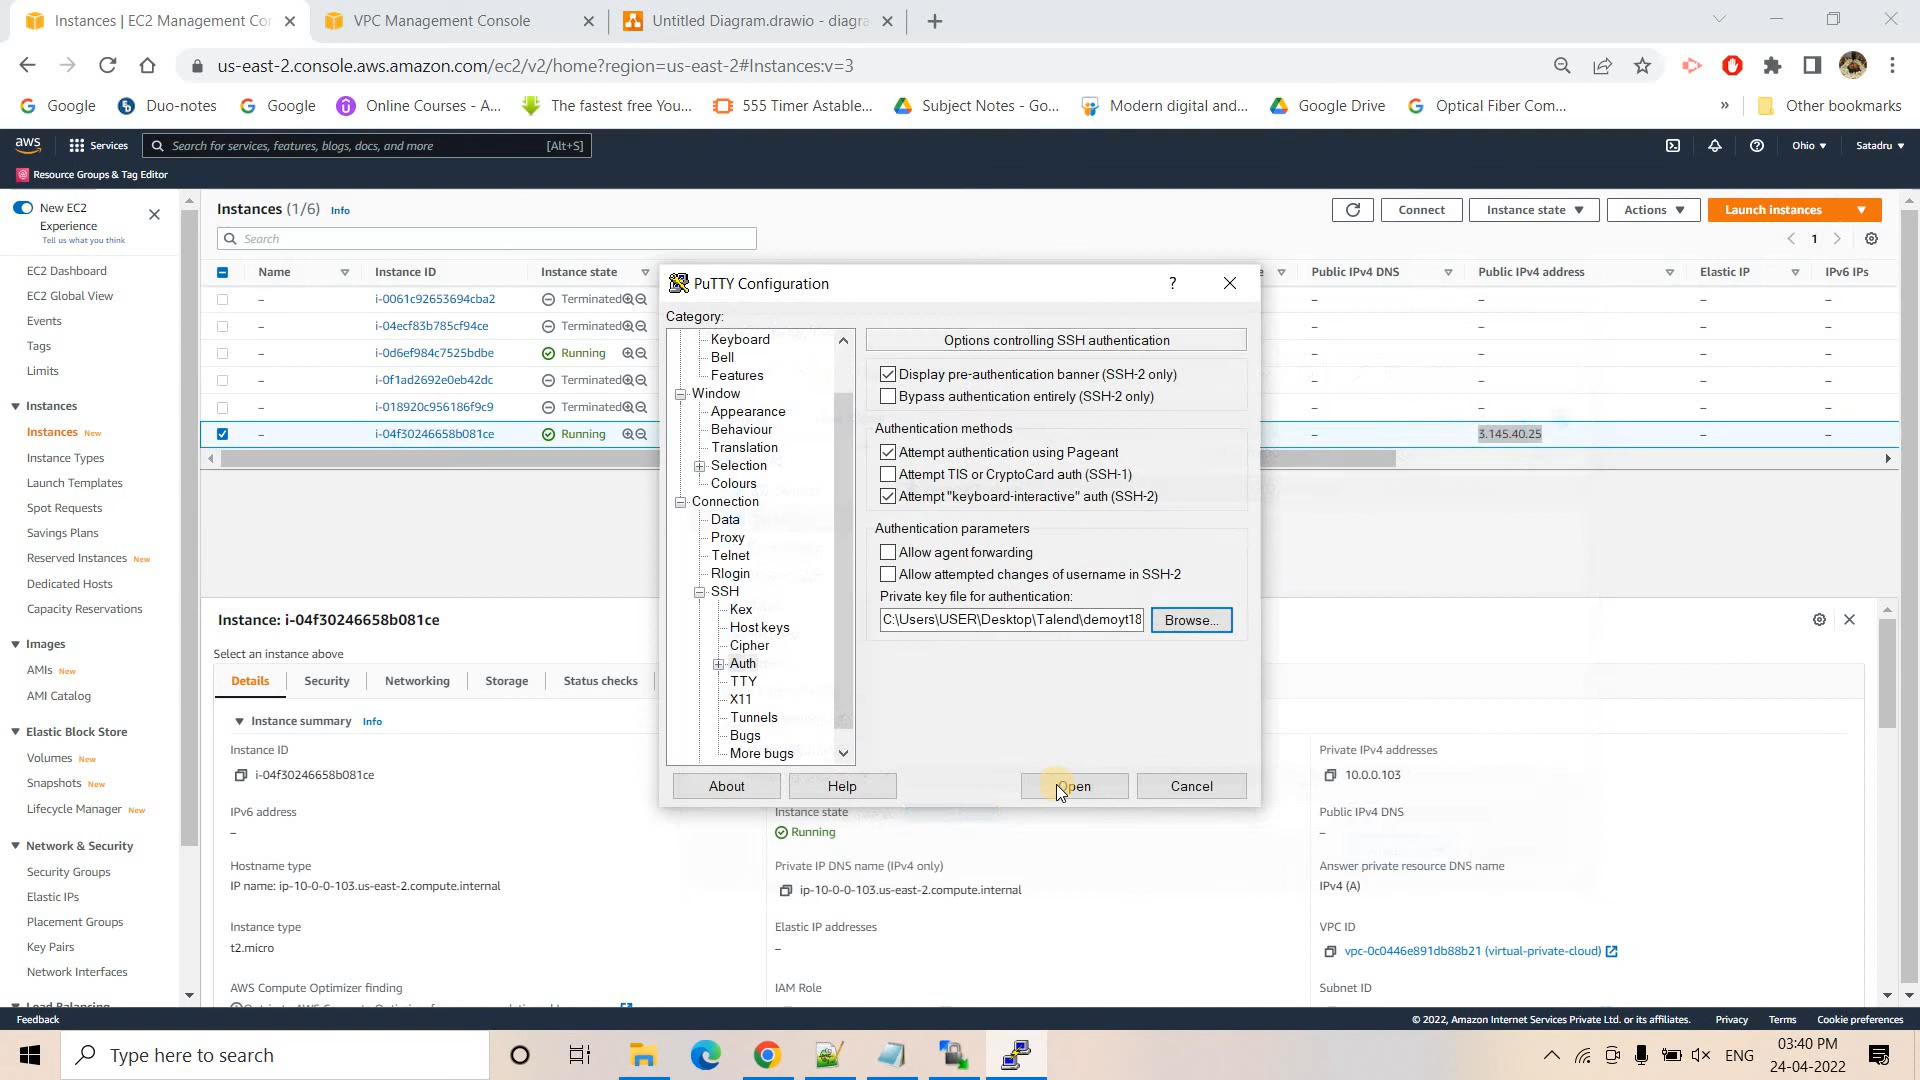 Instances | EC2 Management Con
VPC Management Console
Untitled Diagram.drawio - diagra
us-east-2.console.aws.amazon.com/ec2/v2/home?region=us-east-2#Instances:v=3
Google
Duo-notes
Google
Online Courses - A...
The fastest free You...
555 Timer Astable...
Subject Notes - Go...
Modern digital and...
Google Drive
Optical Fiber Com...
»
Other bookmarks
aws
Services
Search for services, features, blogs, docs, and more
[Alt+S]
Ohio
Satadru
Resource Groups & Tag Editor
New EC2
Experience
Tell us what you think
EC2 Dashboard
EC2 Global View
Events
Tags
Limits
Instances
Instances New
Instance Types
Launch Templates
Spot Requests
Savings Plans
Reserved Instances New
Dedicated Hosts
Capacity Reservations
Images
AMIs New
AMI Catalog
Elastic Block Store
Volumes New
Snapshots New
Lifecycle Manager New
Network & Security
Security Groups
Elastic IPs
Placement Groups
Key Pairs
Network Interfaces
Instances (1/6) Info
Connect
Instance state
Actions
Launch instances
Search
1
Name
Instance ID
Instance state
Public IPv4 DNS
Public IPv4 address
Elastic IP
IPv6 IPs
– i-0061c92653694cba2 Terminated – – – –
– i-04ecf83b785cf94ce Terminated – – – –
– i-0d6ef984c7525bdbe Running – – – –
– i-0f1ad2692e0eb42dc Terminated – – – –
– i-018920c956186f9c9 Terminated – – – –
– i-04f30246658b081ce Running – 3.145.40.25 – –
PuTTY Configuration
?
Category:
Keyboard
Bell
Features
Window
Appearance
Behaviour
Translation
Selection
Colours
Connection
Data
Proxy
Telnet
Rlogin
SSH
Kex
Host keys
Cipher
Auth
TTY
X11
Tunnels
Bugs
More bugs
Options controlling SSH authentication
Display pre-authentication banner (SSH-2 only)
Bypass authentication entirely (SSH-2 only)
Authentication methods
Attempt authentication using Pageant
Attempt TIS or CryptoCard auth (SSH-1)
Attempt "keyboard-interactive" auth (SSH-2)
Authentication parameters
Allow agent forwarding
Allow attempted changes of username in SSH-2
Private key file for authentication:
C:\Users\USER\Desktop\Talend\demoyt18
Browse...
About
Help
Open
Cancel
Instance: i-04f30246658b081ce
Select an instance above
Details
Security
Networking
Storage
Status checks
Instance summary Info
Instance ID
i-04f30246658b081ce
IPv6 address
–
Hostname type
IP name: ip-10-0-0-103.us-east-2.compute.internal
Instance type
t2.micro
AWS Compute Optimizer finding
Instance state
Running
Private IP DNS name (IPv4 only)
ip-10-0-0-103.us-east-2.compute.internal
Elastic IP addresses
–
IAM Role
Private IPv4 addresses
10.0.0.103
Public IPv4 DNS
–
Answer private resource DNS name
IPv4 (A)
VPC ID
vpc-0c0446e891db88b21 (virtual-private-cloud)
Subnet ID
Feedback
© 2022, Amazon Internet Services Private Ltd. or its affiliates.
Privacy
Terms
Cookie preferences
Type here to search
ENG
03:40 PM
24-04-2022